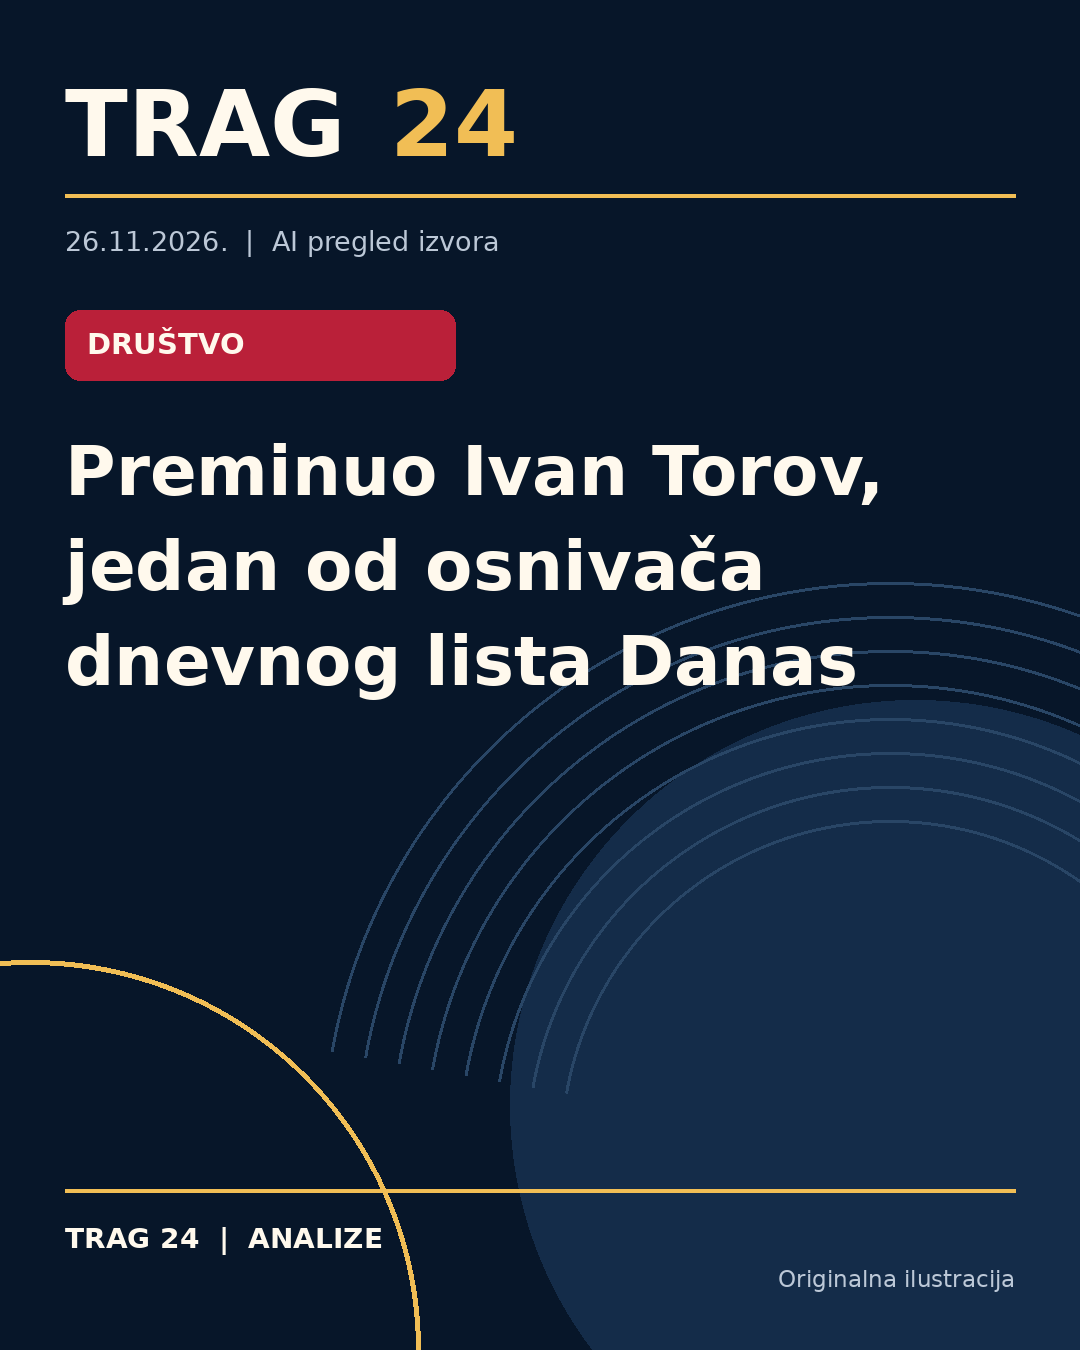 TRAG 24
26.11.2026. | AI pregled izvora
DRUŠTVO
Preminuo Ivan Torov,
jedan od osnivača
dnevnog lista Danas
TRAG 24 | ANALIZE
Originalna ilustracija